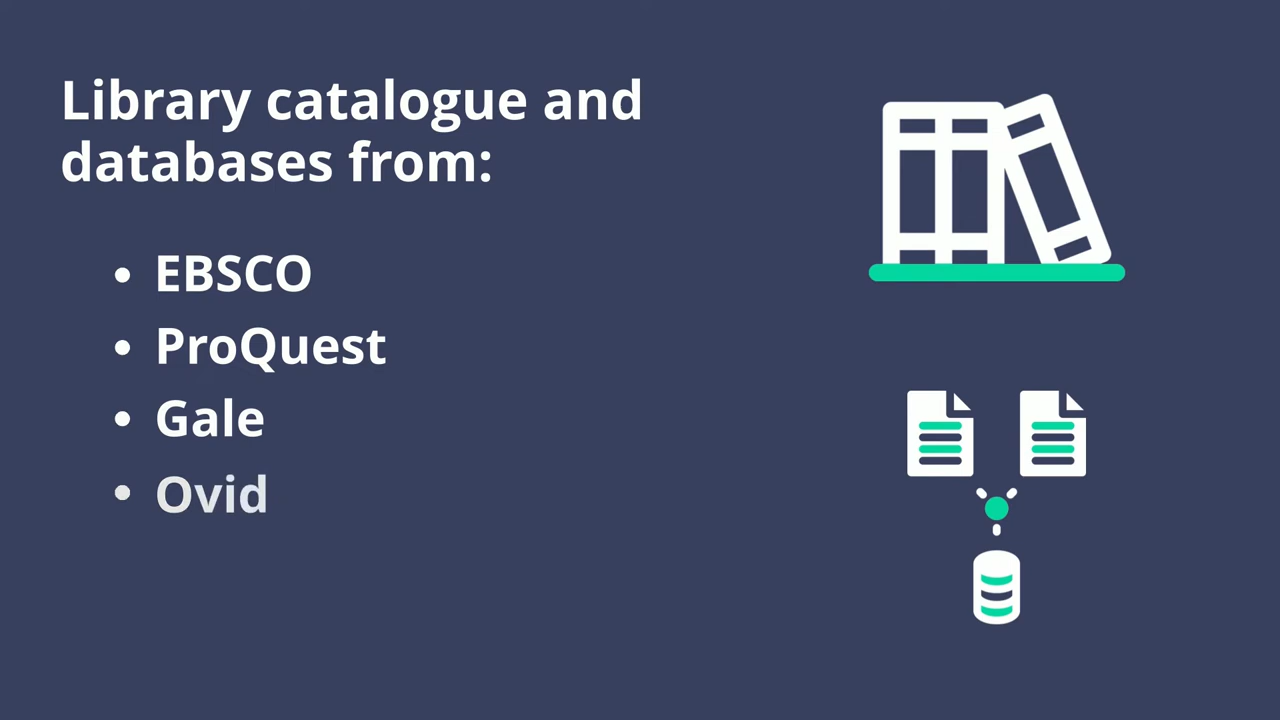 Library catalogue and
databases from:
• EBSCO
• ProQuest
• Gale
• Ovid